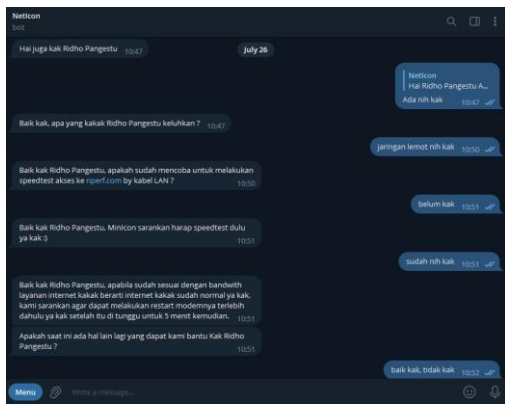 NetIcon
bot
Hai juga kak Ridho Pangestu 10:47
July 26
NetIcon
Hai Ridho Pangestu A...
Ada nih kak 10:47
Baik kak, apa yang kakak Ridho Pangestu keluhkan ? 10:47
jaringan lemot nih kak 10:50
Baik kak Ridho Pangestu, apakah sudah mencoba untuk melakukan
speedtest akses ke nperf.com by kabel LAN ? 10:50
belum kak 10:51
Baik kak Ridho Pangestu, Minicon sarankan harap speedtest dulu
ya kak :) 10:51
sudah nih kak 10:51
Baik kak Ridho Pangestu, apabila sudah sesuai dengan bandwith
layanan internet kakak berarti internet kakak sudah normal ya kak,
kami sarankan agar dapat melakukan restart modemnya terlebih
dahulu ya kak setelah itu di tunggu untuk 5 menit kemudian. 10:51
Apakah saat ini ada hal lain lagi yang dapat kami bantu Kak Ridho
Pangestu ? 10:51
baik kak, tidak kak 10:52
Menu
Write a message...